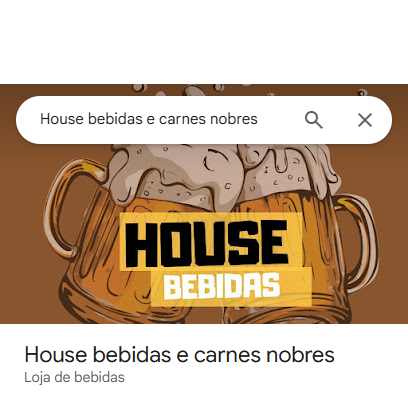 House bebidas e carnes nobres
HOUSE
BEBIDAS
House bebidas e carnes nobres
Loja de bebidas